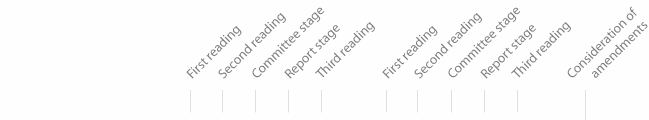 First reading
Second reading
Committee stage
Report stage
Third reading
First reading
Second reading
Committee stage
Report stage
Third reading
Consideration of
amendments